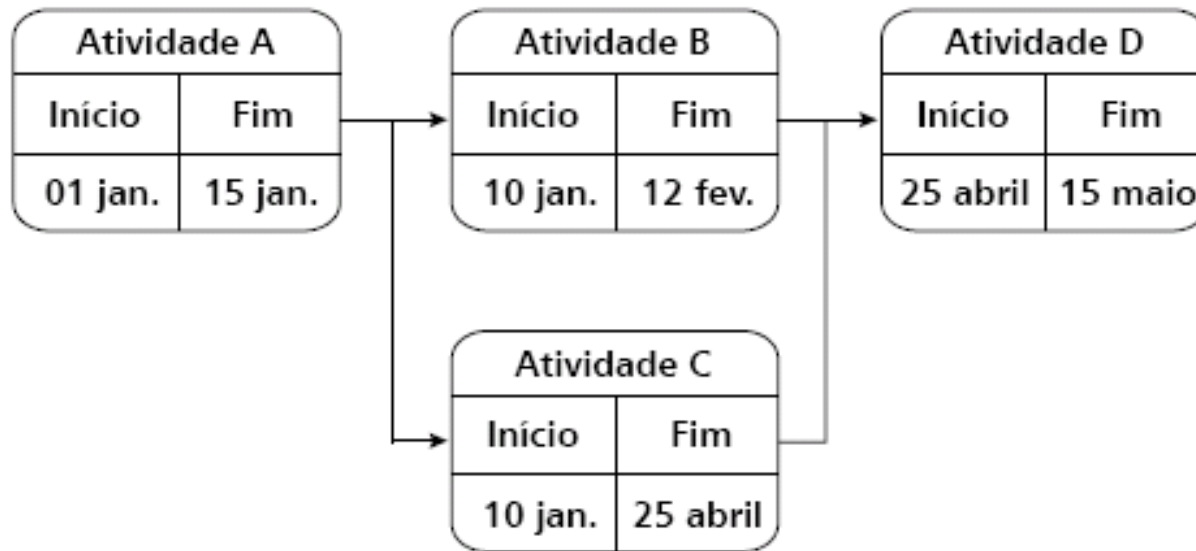 Atividade A
Início Fim
01 jan. 15 jan.
Atividade B
Início Fim
10 jan. 12 fev.
Atividade D
Início Fim
25 abril 15 maio
Atividade C
Início Fim
10 jan. 25 abril